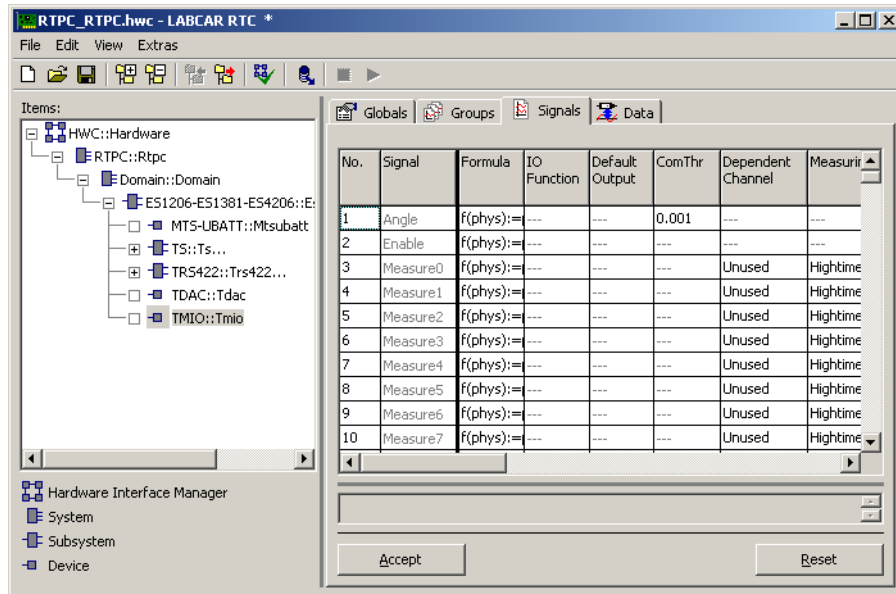 RTPC_RTPC.hwc - LABCAR RTC *
File Edit View Extras
Items:
HWC::Hardware
RTPC::Rtpc
Domain::Domain
ES1206-ES1381-ES4206::E
MTS-UBATT::Mtsubatt
TS::Ts...
TRS422::Trs422...
TDAC::Tdac
TMIO::Tmio
Hardware Interface Manager
System
Subsystem
Device
Globals Groups Signals Data
No. Signal Formula IO Function Default Output ComThr Dependent Channel Measurin
1 Angle f(phys):= --- --- 0.001 --- ---
2 Enable --- --- --- --- --- ---
3 Measure0 f(phys):= --- --- --- Unused Hightime
4 Measure1 f(phys):= --- --- --- Unused Hightime
5 Measure2 f(phys):= --- --- --- Unused Hightime
6 Measure3 f(phys):= --- --- --- Unused Hightime
7 Measure4 f(phys):= --- --- --- Unused Hightime
8 Measure5 f(phys):= --- --- --- Unused Hightime
9 Measure6 f(phys):= --- --- --- Unused Hightime
10 Measure7 f(phys):= --- --- --- Unused Hightime
Accept Reset